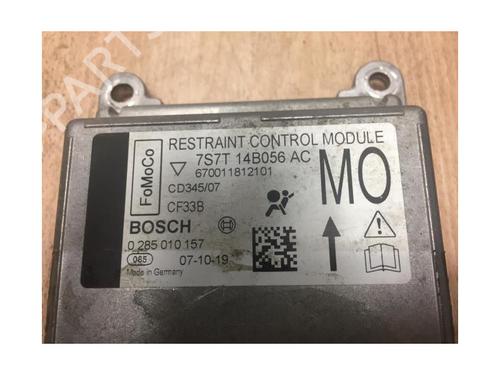 RESTRAINT CONTROL MODULE
FoMoCo
7S7T 14B056 AC
670011812101
MO
CD345/07
CF33B
BOSCH
0 285 010 157
085
07-10-19
Made in Germany